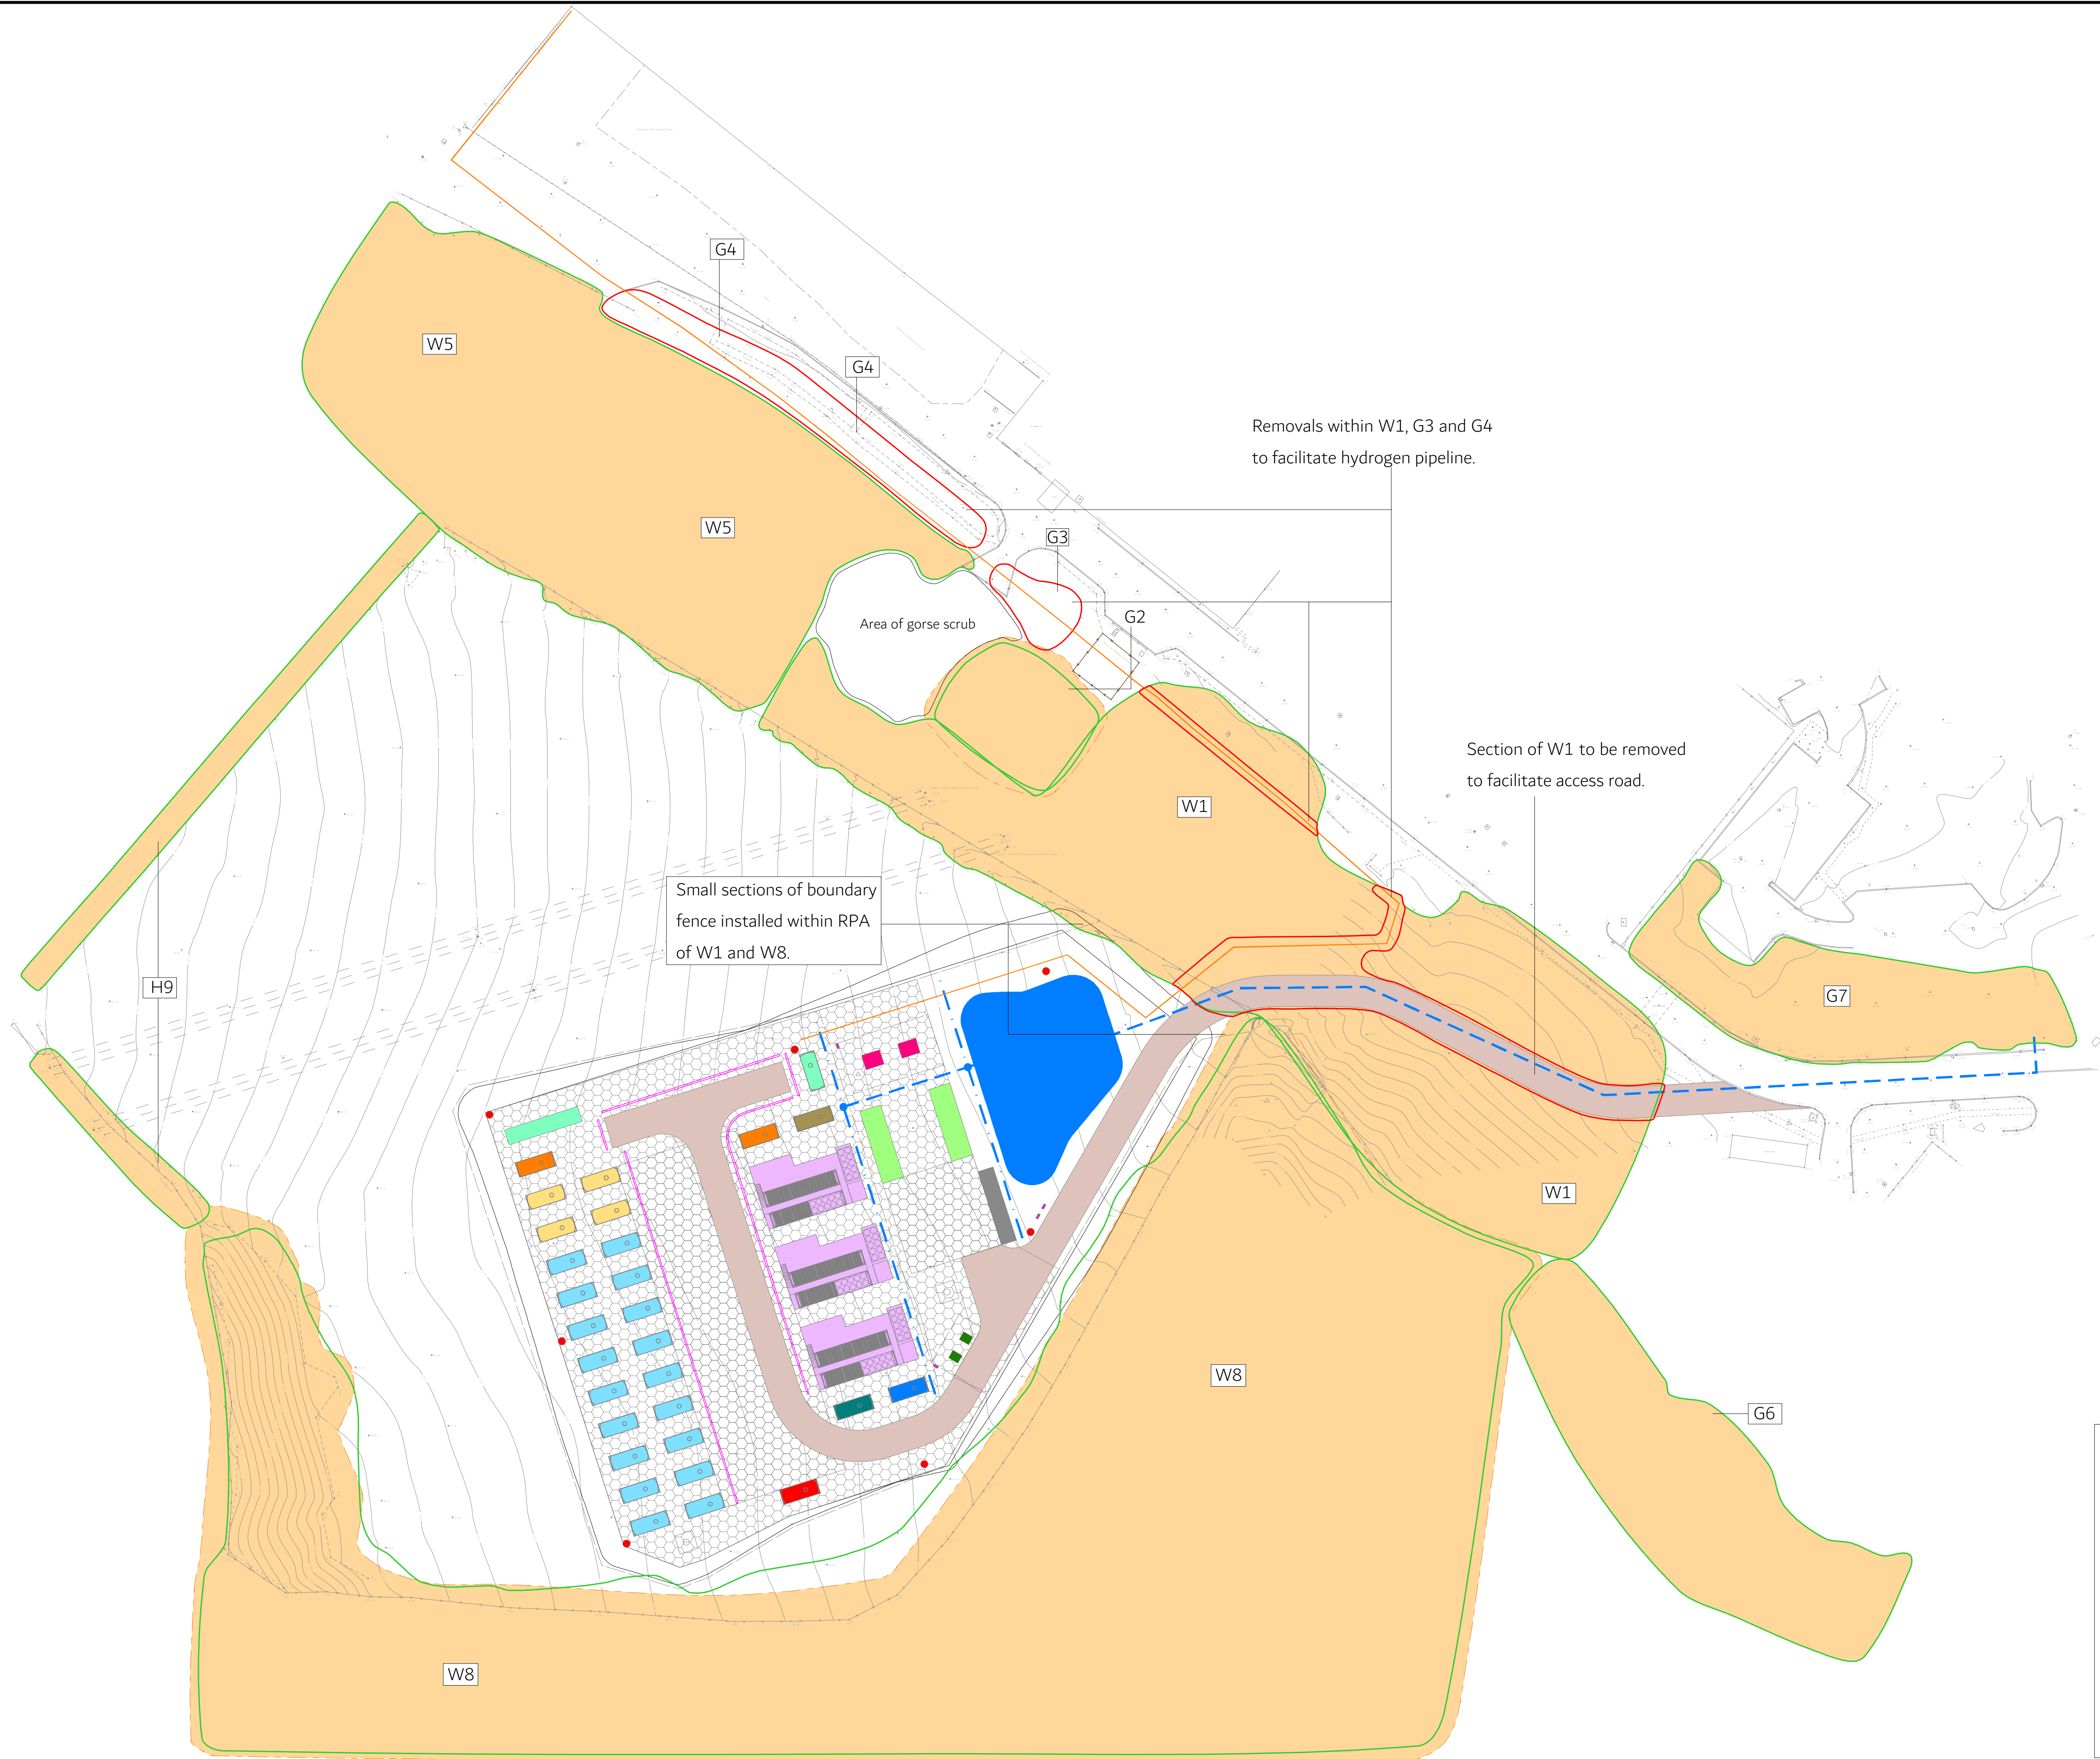 G4
W5
G4
Removals within W1, G3 and G4
to facilitate hydrogen pipeline.
W5
G3
Area of gorse scrub
G2
Section of W1 to be removed
to facilitate access road.
W1
Small sections of boundary
fence installed within RPA
of W1 and W8.
H9
G7
W1
W8
G6
W8